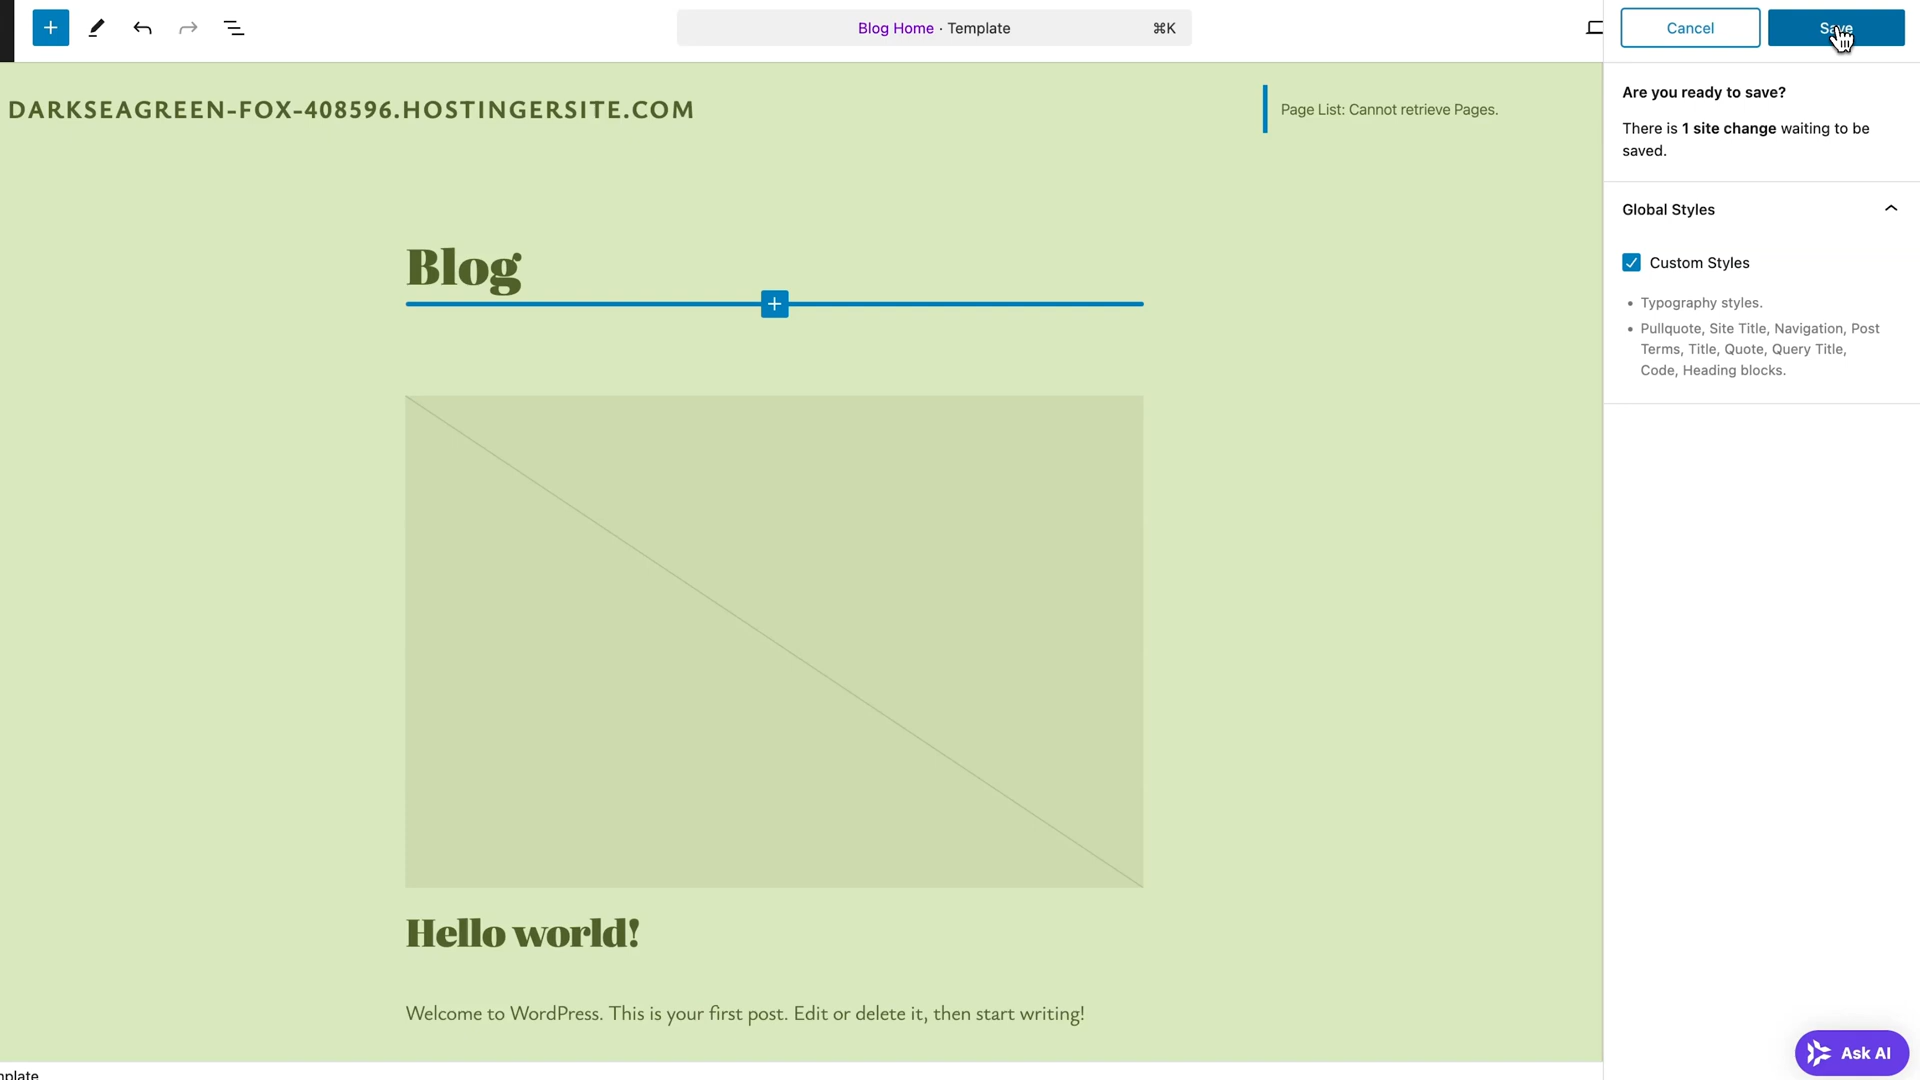 Blog Home · Template ⌘K
Cancel
Save
DARKSEAGREEN-FOX-408596.HOSTINGERSITE.COM
Page List: Cannot retrieve Pages.
Are you ready to save?
There is 1 site change waiting to be
saved.
Global Styles
Custom Styles
• Typography styles.
• Pullquote, Site Title, Navigation, Post
Terms, Title, Quote, Query Title,
Code, Heading blocks.
Blog
Hello world!
Welcome to WordPress. This is your first post. Edit or delete it, then start writing!
Ask AI
mplate